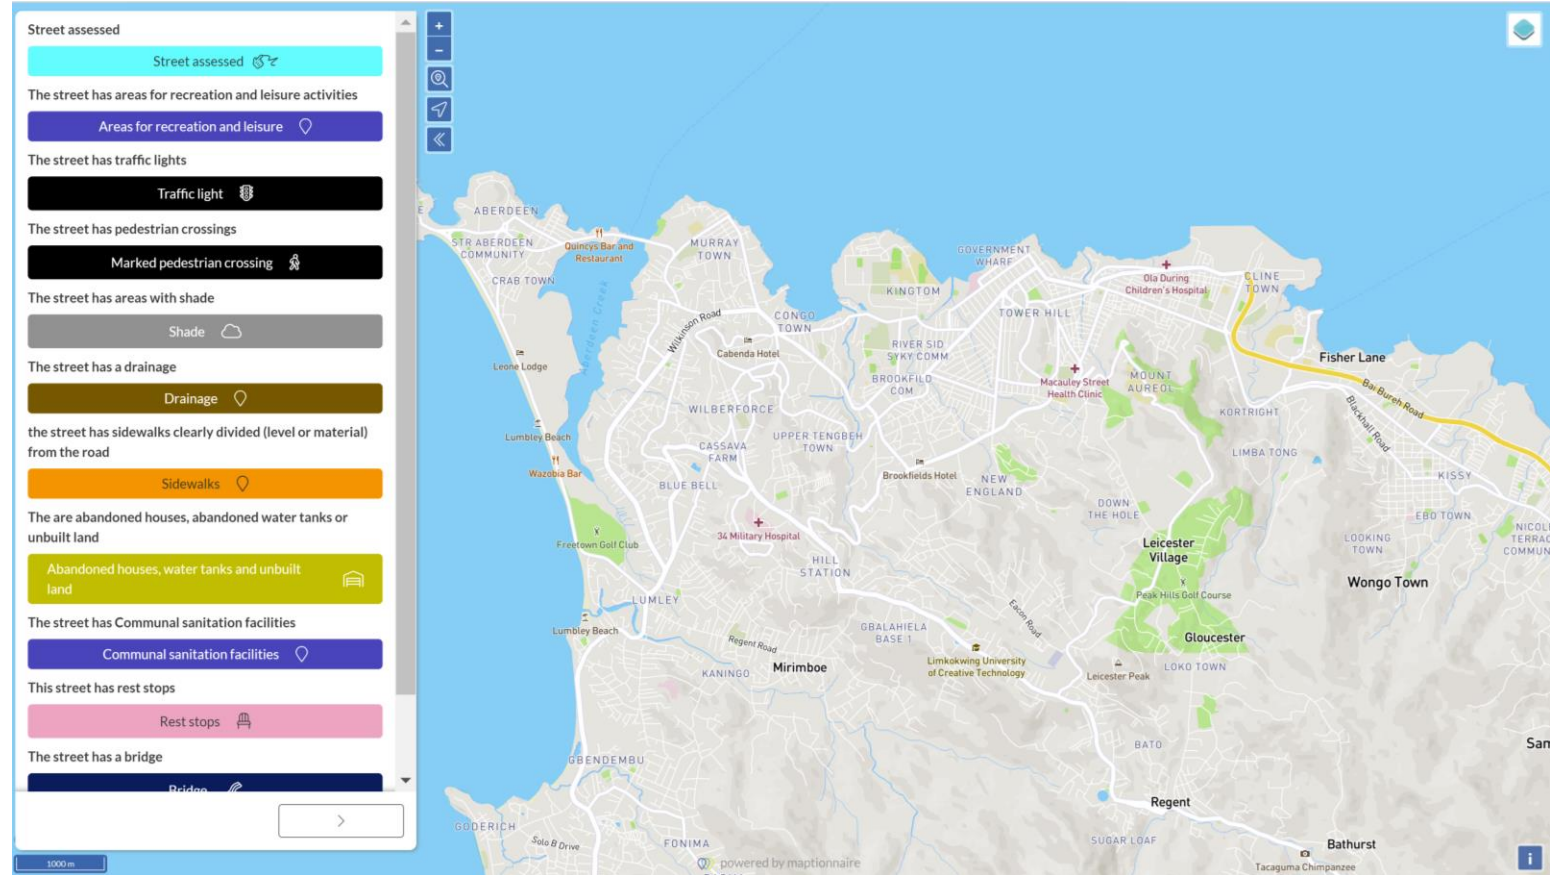 Street assessed
Street assessed
The street has areas for recreation and leisure activities
Areas for recreation and leisure
The street has traffic lights
Traffic light
The street has pedestrian crossings
Marked pedestrian crossing
The street has areas with shade
Shade
The street has a drainage
Drainage
the street has sidewalks clearly divided (level or material)
from the road
Sidewalks
The are abandoned houses, abandoned water tanks or
unbuilt land
Abandoned houses, water tanks and unbuilt
land
The street has Communal sanitation facilities
Communal sanitation facilities
This street has rest stops
Rest stops
The street has a bridge
Bridge
1000 m
+
−
ABERDEEN
STR ABERDEEN
COMMUNITY
CRAB TOWN
Quincys Bar and
Restaurant
MURRAY
TOWN
Aberdeen Creek
Wilkinson Road
CONGO
TOWN
Cabenda Hotel
KINGTOM
GOVERNMENT
WHARF
TOWER HILL
Ola During
Children's Hospital
CLINE
TOWN
Fisher Lane
Bai Bureh Road
Blackhall Road
Leone Lodge
RIVER SID
SYKY COMM
BROOKFILD
COM
Macauley Street
Health Clinic
MOUNT
AUREOL
KORTRIGHT
LIMBA TONG
KISSY
Lumbley Beach
Wazobia Bar
WILBERFORCE
CASSAVA
FARM
UPPER TENGBEH
TOWN
BLUE BELL
Brookfields Hotel
NEW
ENGLAND
DOWN
THE HOLE
EBO TOWN
NICOL
TERRAC
COMMUN
LOOKING
TOWN
Freetown Golf Club
34 Military Hospital
HILL
STATION
Leicester
Village
Peak Hills Golf Course
Wongo Town
LUMLEY
Lumbley Beach
Regent Road
Eacon Road
GBALAHIELA
BASE 1
Gloucester
KANINGO
Mirimboe
Limkokwing University
of Creative Technology
Leicester Peak
LOKO TOWN
BATO
San
GBENDEMBU
Regent
GODERICH
Solo B Drive
FONIMA
SUGAR LOAF
Bathurst
Tacaguma Chimpanzee
powered by maptionnaire
i